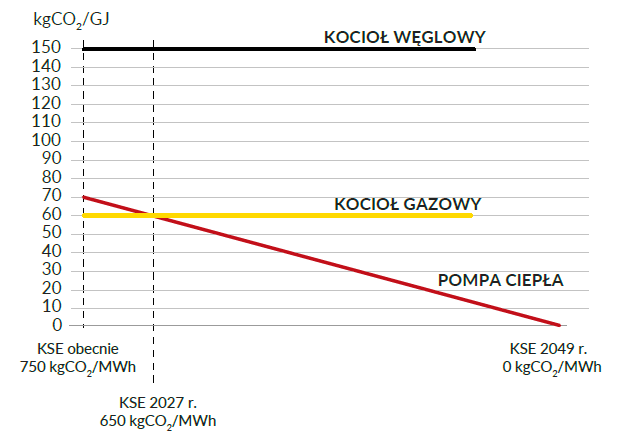 kgCO₂/GJ
KOCIOŁ WĘGLOWY
150
140
130
120
110
100
90
80
70
KOCIOŁ GAZOWY
60
50
40
30
POMPA CIEPŁA
20
10
0
KSE obecnie
750 kgCO₂/MWh
KSE 2049 r.
0 kgCO₂/MWh
KSE 2027 r.
650 kgCO₂/MWh